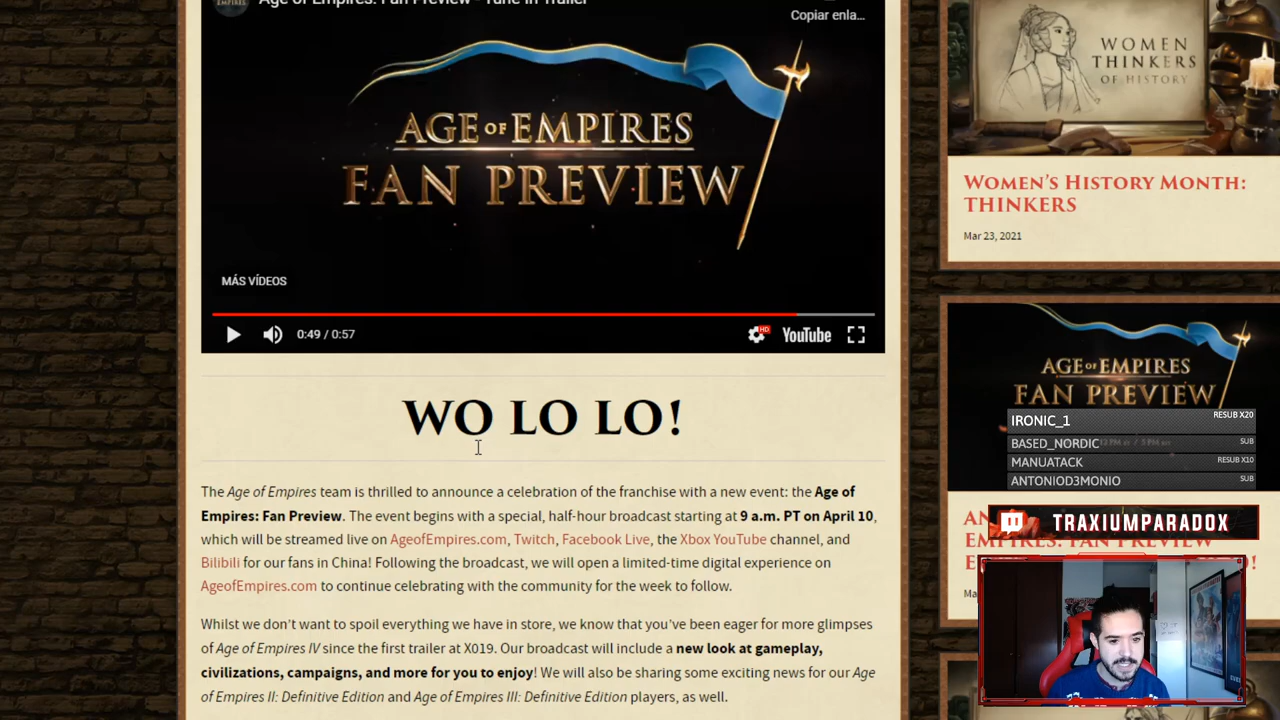 Age of Empires: Fan Preview - Tune In Trailer
Copiar enla...
AGE OF EMPIRES
FAN PREVIEW
MÁS VÍDEOS
0:49 / 0:57
HD
YouTube
WO LO LO!
The Age of Empires team is thrilled to announce a celebration of the franchise with a new event: the Age of
Empires: Fan Preview. The event begins with a special, half-hour broadcast starting at 9 a.m. PT on April 10,
which will be streamed live on AgeofEmpires.com, Twitch, Facebook Live, the Xbox YouTube channel, and
Bilibili for our fans in China! Following the broadcast, we will open a limited-time digital experience on
AgeofEmpires.com to continue celebrating with the community for the week to follow.
Whilst we don't want to spoil everything we have in store, we know that you've been eager for more glimpses
of Age of Empires IV since the first trailer at X019. Our broadcast will include a new look at gameplay,
civilizations, campaigns, and more for you to enjoy! We will also be sharing some exciting news for our Age
of Empires II: Definitive Edition and Age of Empires III: Definitive Edition players, as well.
WOMEN
THINKERS
OF HISTORY
Women's History Month:
THINKERS
Mar 23, 2021
AGE OF EMPIRES
FAN PREVIEW
IRONIC_1 RESUB X20
BASED_NORDIC SUB
MANUATACK RESUB X10
ANTONIOD3MONIO SUB
TRAXIUMPARADOX